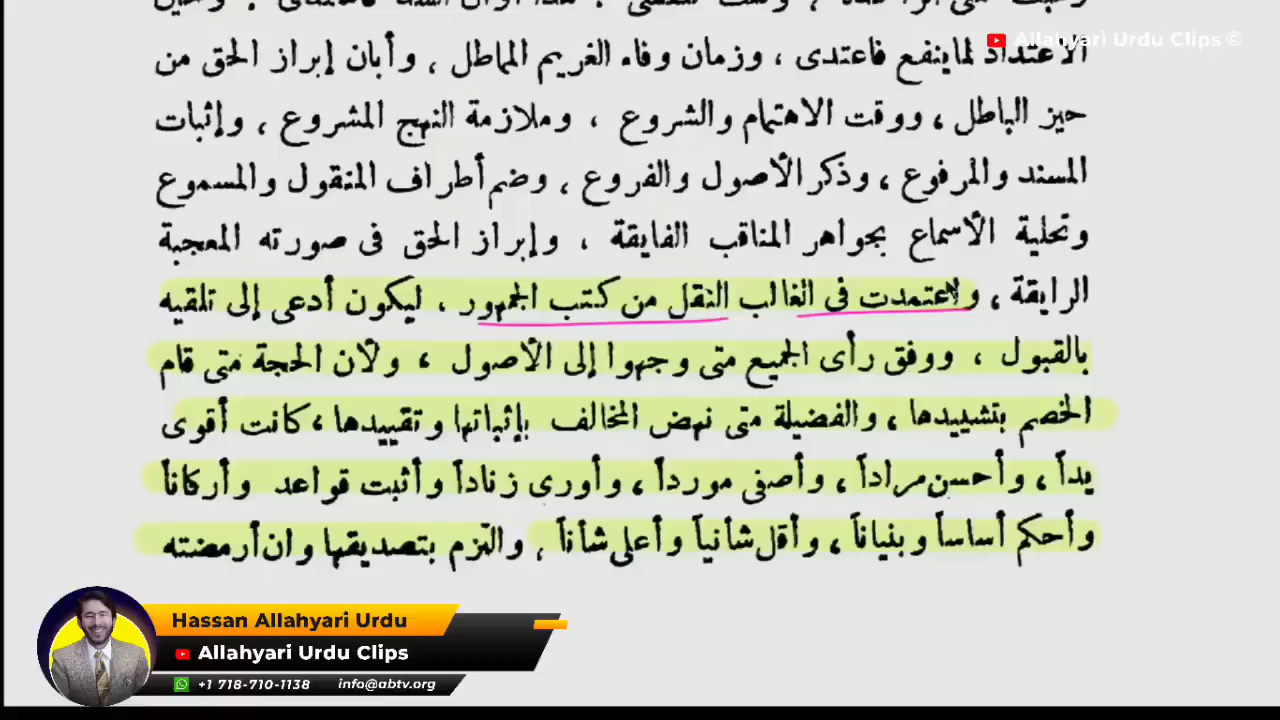 Allahyari Urdu Clips ©
الاعتداد لما ينفع فاعتدى ، وزمان وفاء الغريم المماطل ، وأبان إبراز الحق من
حيز الباطل ، ووقت الاهتمام والشروع ، وملازمة النهج المشروع ، وإثبات
المسند والمرفوع ، وذكر الأصول والفروع ، وضم أطراف المنقول والمسموع
وتحلية الأسماع بجواهر المناقب الفايقة ، وإبراز الحق فى صورته المعجبة
الرايقة ، واعتمدت فى الغالب النقل من كتب الجمهور ، ليكون أدعى إلى تلقيه
بالقبول ، ووفق رأى الجميع متى وجهوا إلى الأصول ، ولأن الحجة متى قام
الخصم بتشييدها ، والفضيلة متى نهض المخالف بإثباتها وتقييدها ، كانت أقوى
يداً ، وأحسن مراداً ، وأصفى مورداً ، وأورى زناداً وأثبت قواعد وأركاناً
وأحكم أساساً وبنياناً ، وأقل شأنياً وأعلى شأناً ، والتزم بتصديقها وان أرمضته
Hassan Allahyari Urdu
Allahyari Urdu Clips
+1 718-710-1138 info@abtv.org